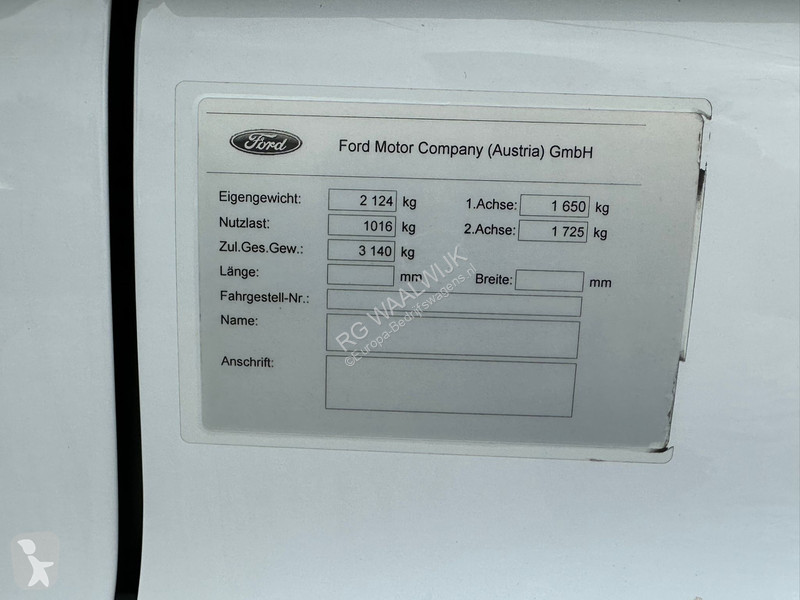 Ford Ford Motor Company (Austria) GmbH
Eigengewicht: 2 124 kg 1.Achse: 1 650 kg
Nutzlast: 1016 kg 2.Achse: 1 725 kg
Zul.Ges.Gew.: 3 140 kg
Länge: mm Breite: mm
Fahrgestell-Nr.:
Name:
Anschrift:
RG WAALWIJK
©Europa-Bedrijfswagens.nl